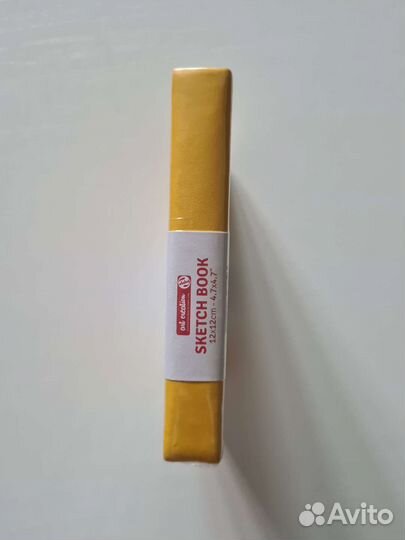 art creation
SKETCH BOOK
12x12cm - 4.7x4.7"
Avito